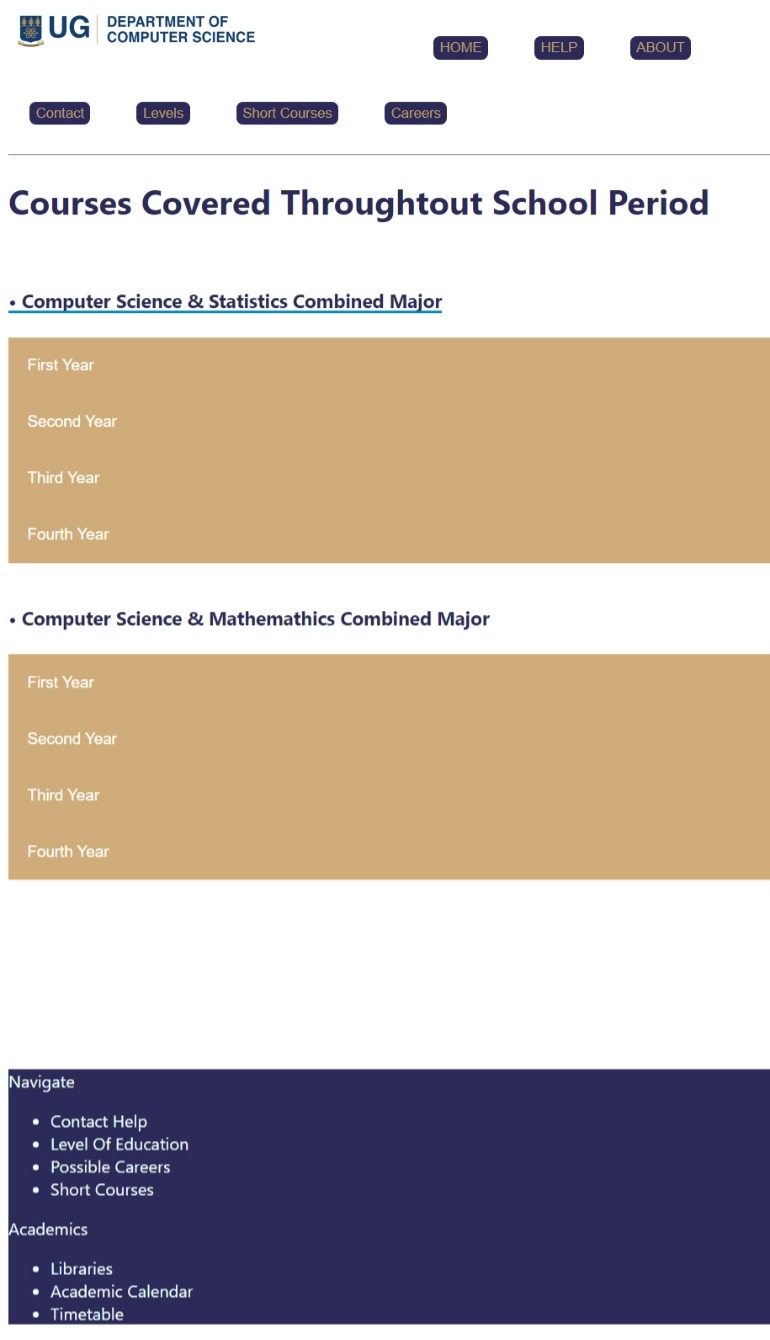 UG DEPARTMENT OF
COMPUTER SCIENCE
HOME HELP ABOUT
Contact Levels Short Courses Careers
Courses Covered Throughtout School Period
• Computer Science & Statistics Combined Major
First Year
Second Year
Third Year
Fourth Year
• Computer Science & Mathemathics Combined Major
First Year
Second Year
Third Year
Fourth Year
Navigate
• Contact Help
• Level Of Education
• Possible Careers
• Short Courses
Academics
• Libraries
• Academic Calendar
• Timetable